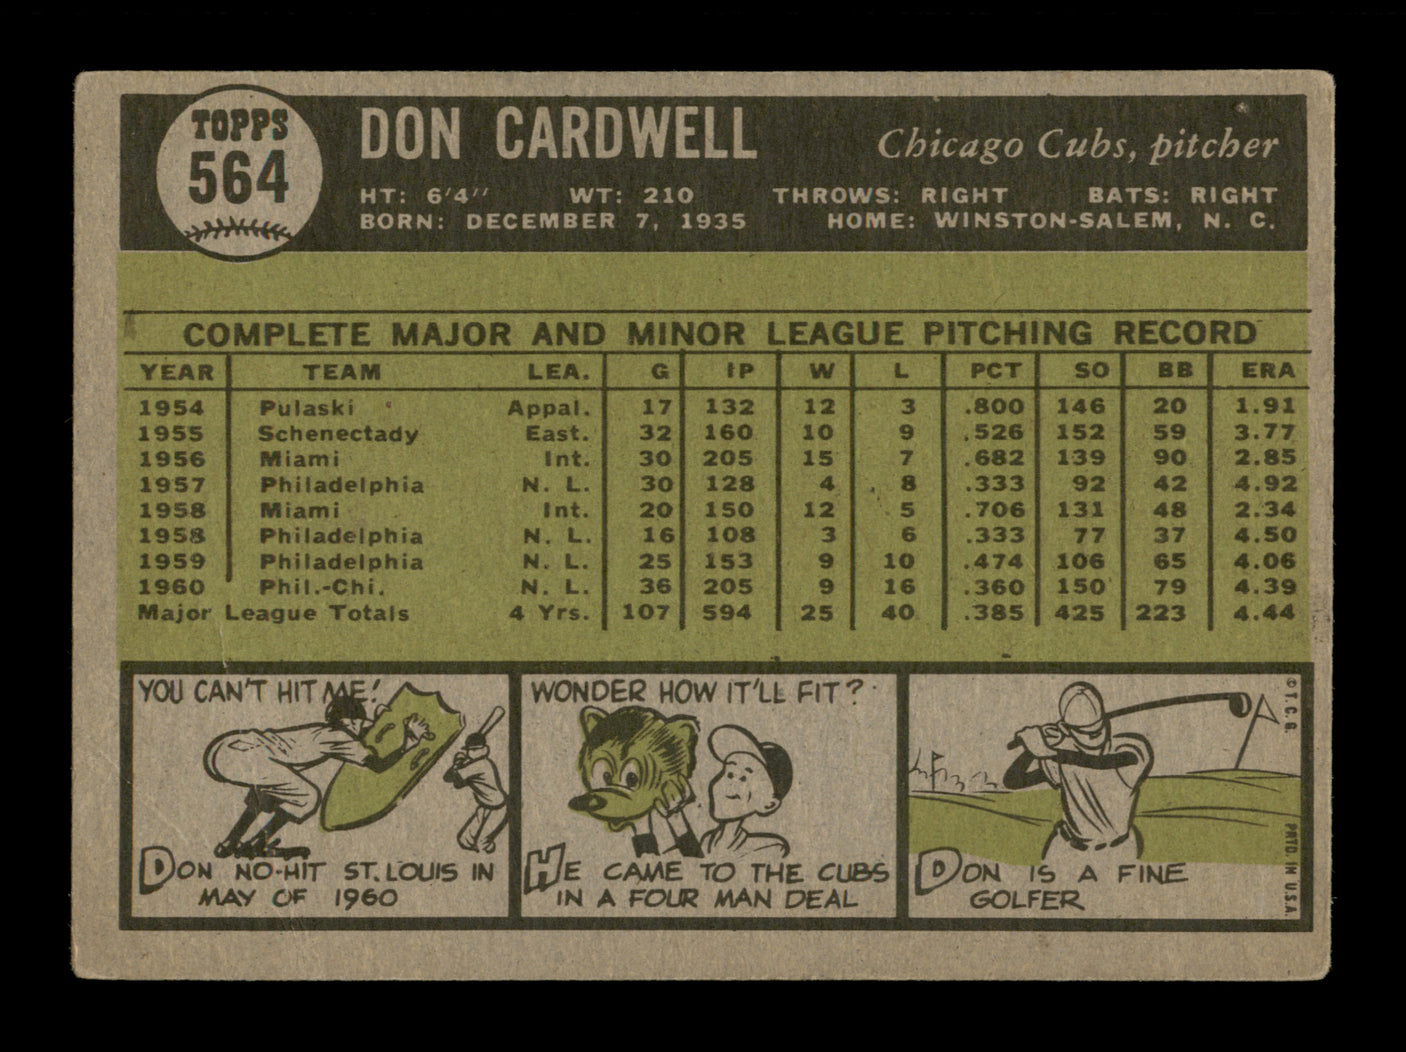 TOPPS
564
DON CARDWELL
Chicago Cubs, pitcher
HT: 6'4" WT: 210 THROWS: RIGHT BATS: RIGHT
BORN: DECEMBER 7, 1935 HOME: WINSTON-SALEM, N. C.
COMPLETE MAJOR AND MINOR LEAGUE PITCHING RECORD
YEAR TEAM LEA. G IP W L PCT SO BB ERA
1954 Pulaski Appal. 17 132 12 3 .800 146 20 1.91
1955 Schenectady East. 32 160 10 9 .526 152 59 3.77
1956 Miami Int. 30 205 15 7 .682 139 90 2.85
1957 Philadelphia N. L. 30 128 4 8 .333 92 42 4.92
1958 Miami Int. 20 150 12 5 .706 131 48 2.34
1958 Philadelphia N. L. 16 108 3 6 .333 77 37 4.50
1959 Philadelphia N. L. 25 153 9 10 .474 106 65 4.06
1960 Phil.-Chi. N. L. 36 205 9 16 .360 150 79 4.39
Major League Totals 4 Yrs. 107 594 25 40 .385 425 223 4.44
YOU CAN'T HIT ME!
DON NO-HIT ST. LOUIS IN
MAY OF 1960
WONDER HOW IT'LL FIT?
HE CAME TO THE CUBS
IN A FOUR MAN DEAL
DON IS A FINE
GOLFER
© T. C. G.
PRTD. IN U.S.A.